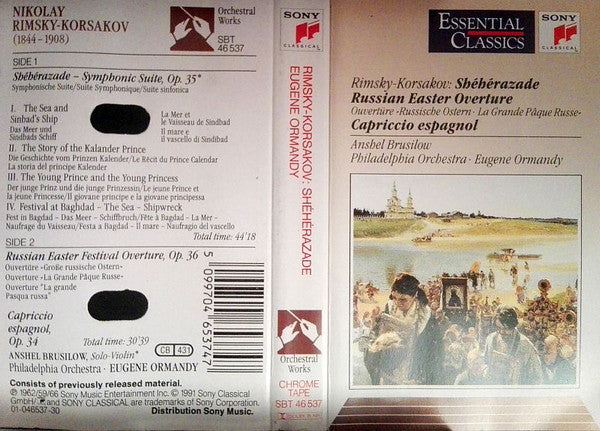 NIKOLAY
RIMSKY-KORSAKOV
(1844 – 1908)
Orchestral
Works
SBT
46 537
SIDE 1
Shéhérazade – Symphonic Suite, Op. 35*
Symphonische Suite/Suite Symphonique/Suite sinfonica
I. The Sea and
Sinbad's Ship
Das Meer und
Sindbads Schiff
La Mer et
le Vaisseau de Sindbad
Il mare e
il vascello di Sindibad
II. The Story of the Kalander Prince
Die Geschichte vom Prinzen Kalender/Le Récit du Prince Calendar
La storia del principe Kalender
III. The Young Prince and the Young Princess
Der junge Prinz und die junge Prinzessin/Le jeune Prince et
la jeune Princesse/Il giovane principe e la giovane principessa
IV. Festival at Baghdad – The Sea – Shipwreck
Fest in Bagdad – Das Meer – Schiffbruch/Fête à Bagdad – La Mer –
Naufrage du Vaisseau/Festa a Bagdad – Il mare – Naufragio del vascello
Total time: 44'18
SIDE 2
Russian Easter Festival Overture, Op. 36
Ouvertüre «Große russische Ostern»
Ouverture «La Grande Pâque Russe»
Ouverture "La grande
Pasqua russa"
Capriccio
espagnol,
Op. 34
Total time: 30'39
ANSHEL BRUSILOW, Solo-Violin*
Philadelphia Orchestra · EUGENE ORMANDY
5 099704 653747
CB 431
Consists of previously released material.
℗ 1962/59/66 Sony Music Entertainment Inc. © 1991 Sony Classical
GmbH/ and SONY CLASSICAL are trademarks of Sony Corporation.
01-046537-30
Distribution Sony Music.
SONY
CLASSICAL
RIMSKY-KORSAKOV: SHÉHÉRAZADE
EUGENE ORMANDY
Orchestral
Works
CHROME
TAPE
SBT 46 537
ESSENTIAL
CLASSICS
SONY
CLASSICAL
Rimsky-Korsakov: Shéhérazade
Russian Easter Overture
Ouvertüre «Russische Ostern» · La Grande Pâque Russe»
Capriccio espagnol
Anshel Brusilow
Philadelphia Orchestra · Eugene Ormandy